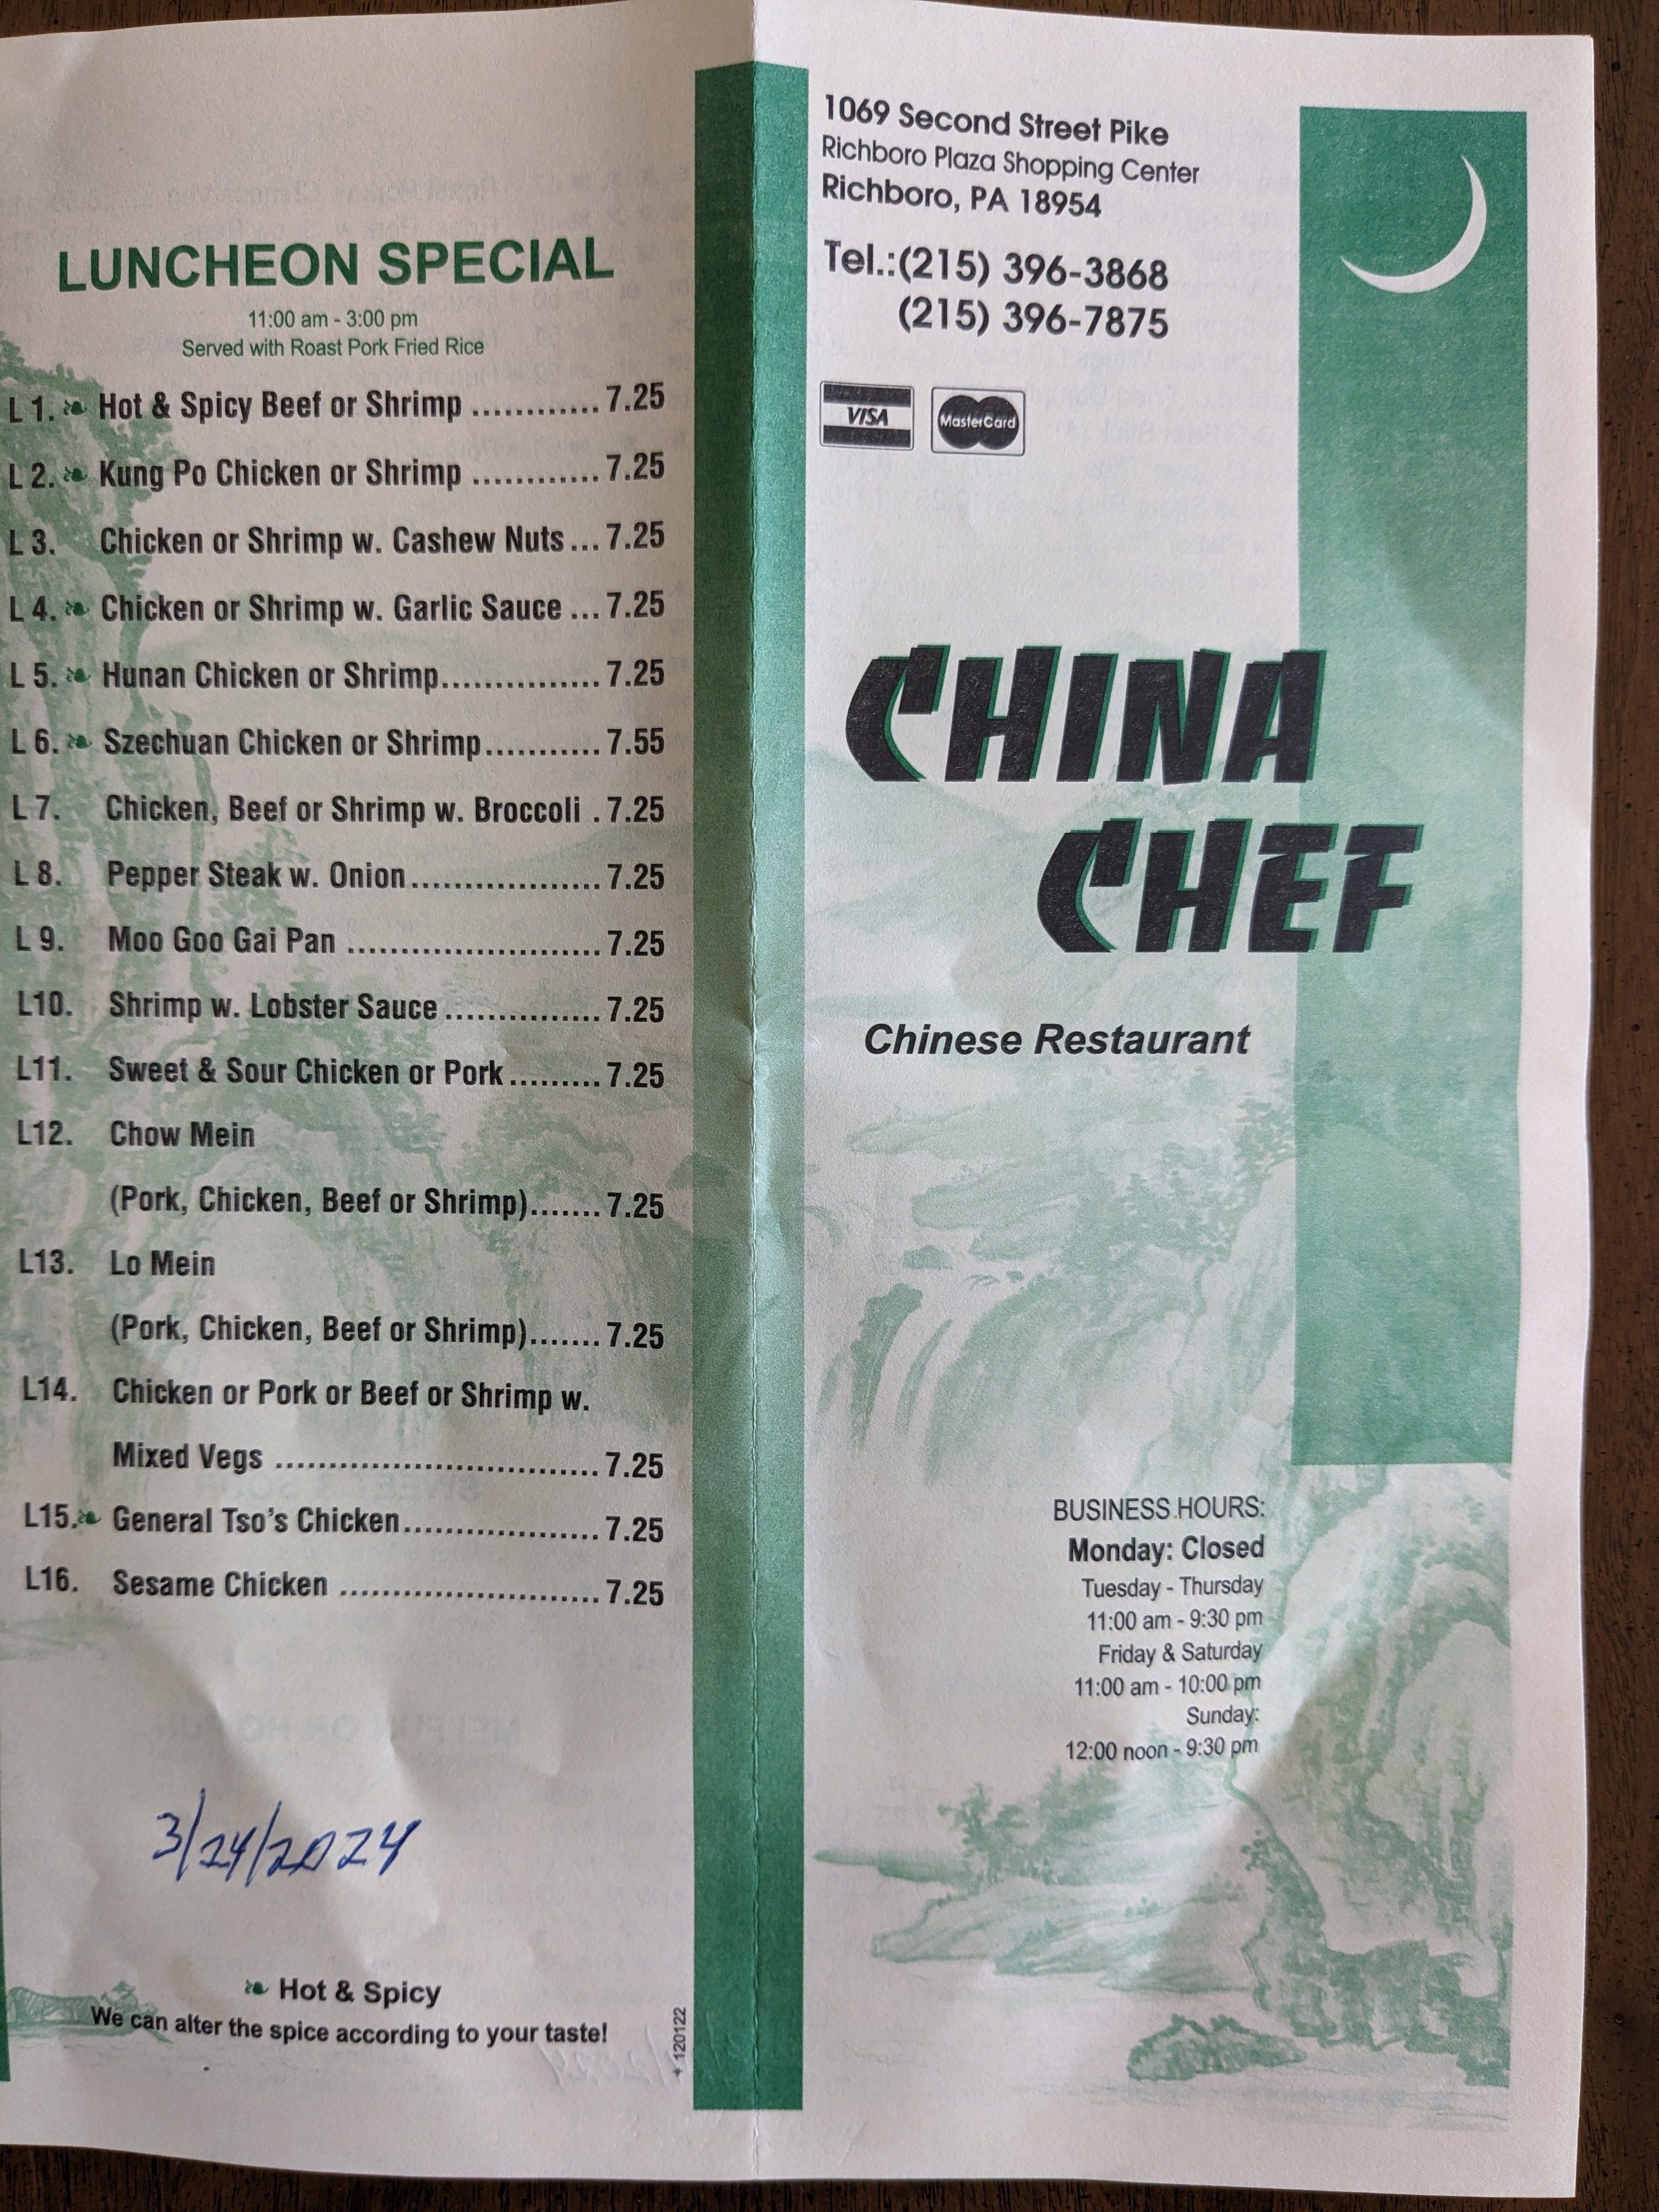 LUNCHEON SPECIAL
11:00 am - 3:00 pm
Served with Roast Pork Fried Rice
L 1. Hot & Spicy Beef or Shrimp ............ 7.25
L 2. Kung Po Chicken or Shrimp ............ 7.25
L 3. Chicken or Shrimp w. Cashew Nuts ... 7.25
L 4. Chicken or Shrimp w. Garlic Sauce ... 7.25
L 5. Hunan Chicken or Shrimp............... 7.25
L 6. Szechuan Chicken or Shrimp........... 7.55
L 7. Chicken, Beef or Shrimp w. Broccoli . 7.25
L 8. Pepper Steak w. Onion.................. 7.25
L 9. Moo Goo Gai Pan ........................ 7.25
L10. Shrimp w. Lobster Sauce ............... 7.25
L11. Sweet & Sour Chicken or Pork ......... 7.25
L12. Chow Mein
(Pork, Chicken, Beef or Shrimp)....... 7.25
L13. Lo Mein
(Pork, Chicken, Beef or Shrimp)....... 7.25
L14. Chicken or Pork or Beef or Shrimp w.
Mixed Vegs ............................... 7.25
L15. General Tso's Chicken................... 7.25
L16. Sesame Chicken ......................... 7.25
3/24/2024
Hot & Spicy
We can alter the spice according to your taste!
* 120122
1069 Second Street Pike
Richboro Plaza Shopping Center
Richboro, PA 18954
Tel.:(215) 396-3868
(215) 396-7875
VISA MasterCard
CHINA
CHEF
Chinese Restaurant
BUSINESS HOURS:
Monday: Closed
Tuesday - Thursday
11:00 am - 9:30 pm
Friday & Saturday
11:00 am - 10:00 pm
Sunday:
12:00 noon - 9:30 pm